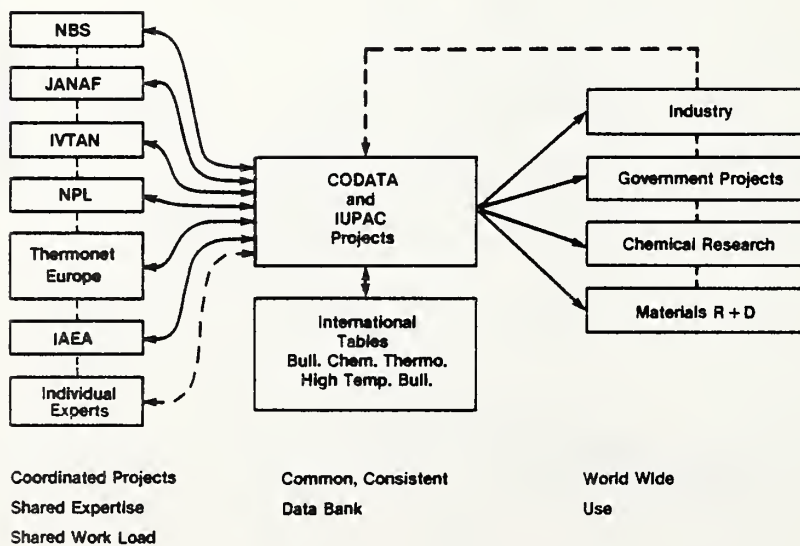 NBS
JANAF
IVTAN
NPL
Thermonet
Europe
IAEA
Individual
Experts
CODATA
and
IUPAC
Projects
International
Tables
Bull. Chem. Thermo.
High Temp. Bull.
Industry
Government Projects
Chemical Research
Materials R + D
Coordinated Projects
Shared Expertise
Shared Work Load
Common, Consistent
Data Bank
World Wide
Use